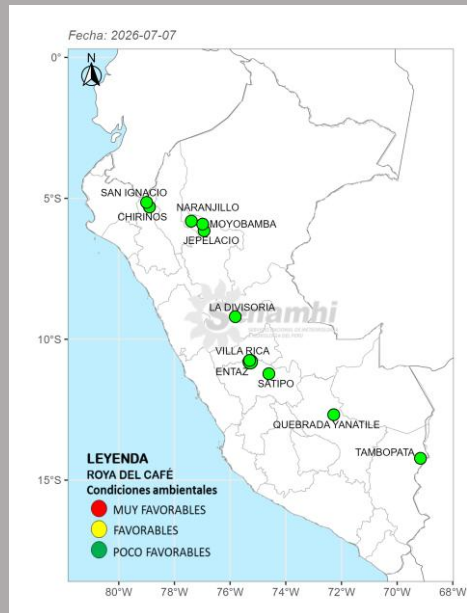 Fecha: 2026-07-07
N
0°
SAN IGNACIO
NARANJILLO
5°S
CHIRINOS
MOYOBAMBA
JEPELACIO
LA DIVISORIA
Senamhi
10°S
VILLA RICA
ENTAZ
SATIPO
QUEBRADA YANATILE
TAMBOPATA
LEYENDA
ROYA DEL CAFÉ
Condiciones ambientales
15°S
MUY FAVORABLES
FAVORABLES
POCO FAVORABLES
80°W 78°W 76°W 74°W 72°W 70°W 68°W